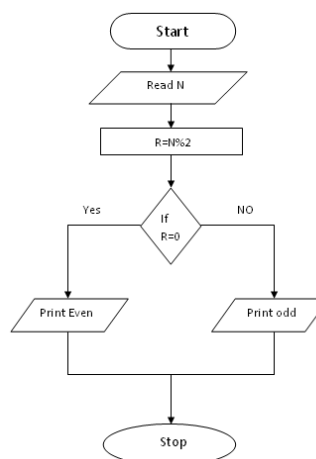 Start
Read N
R=N%2
Yes
If
NO
R=0
Print Even
Print odd
Stop